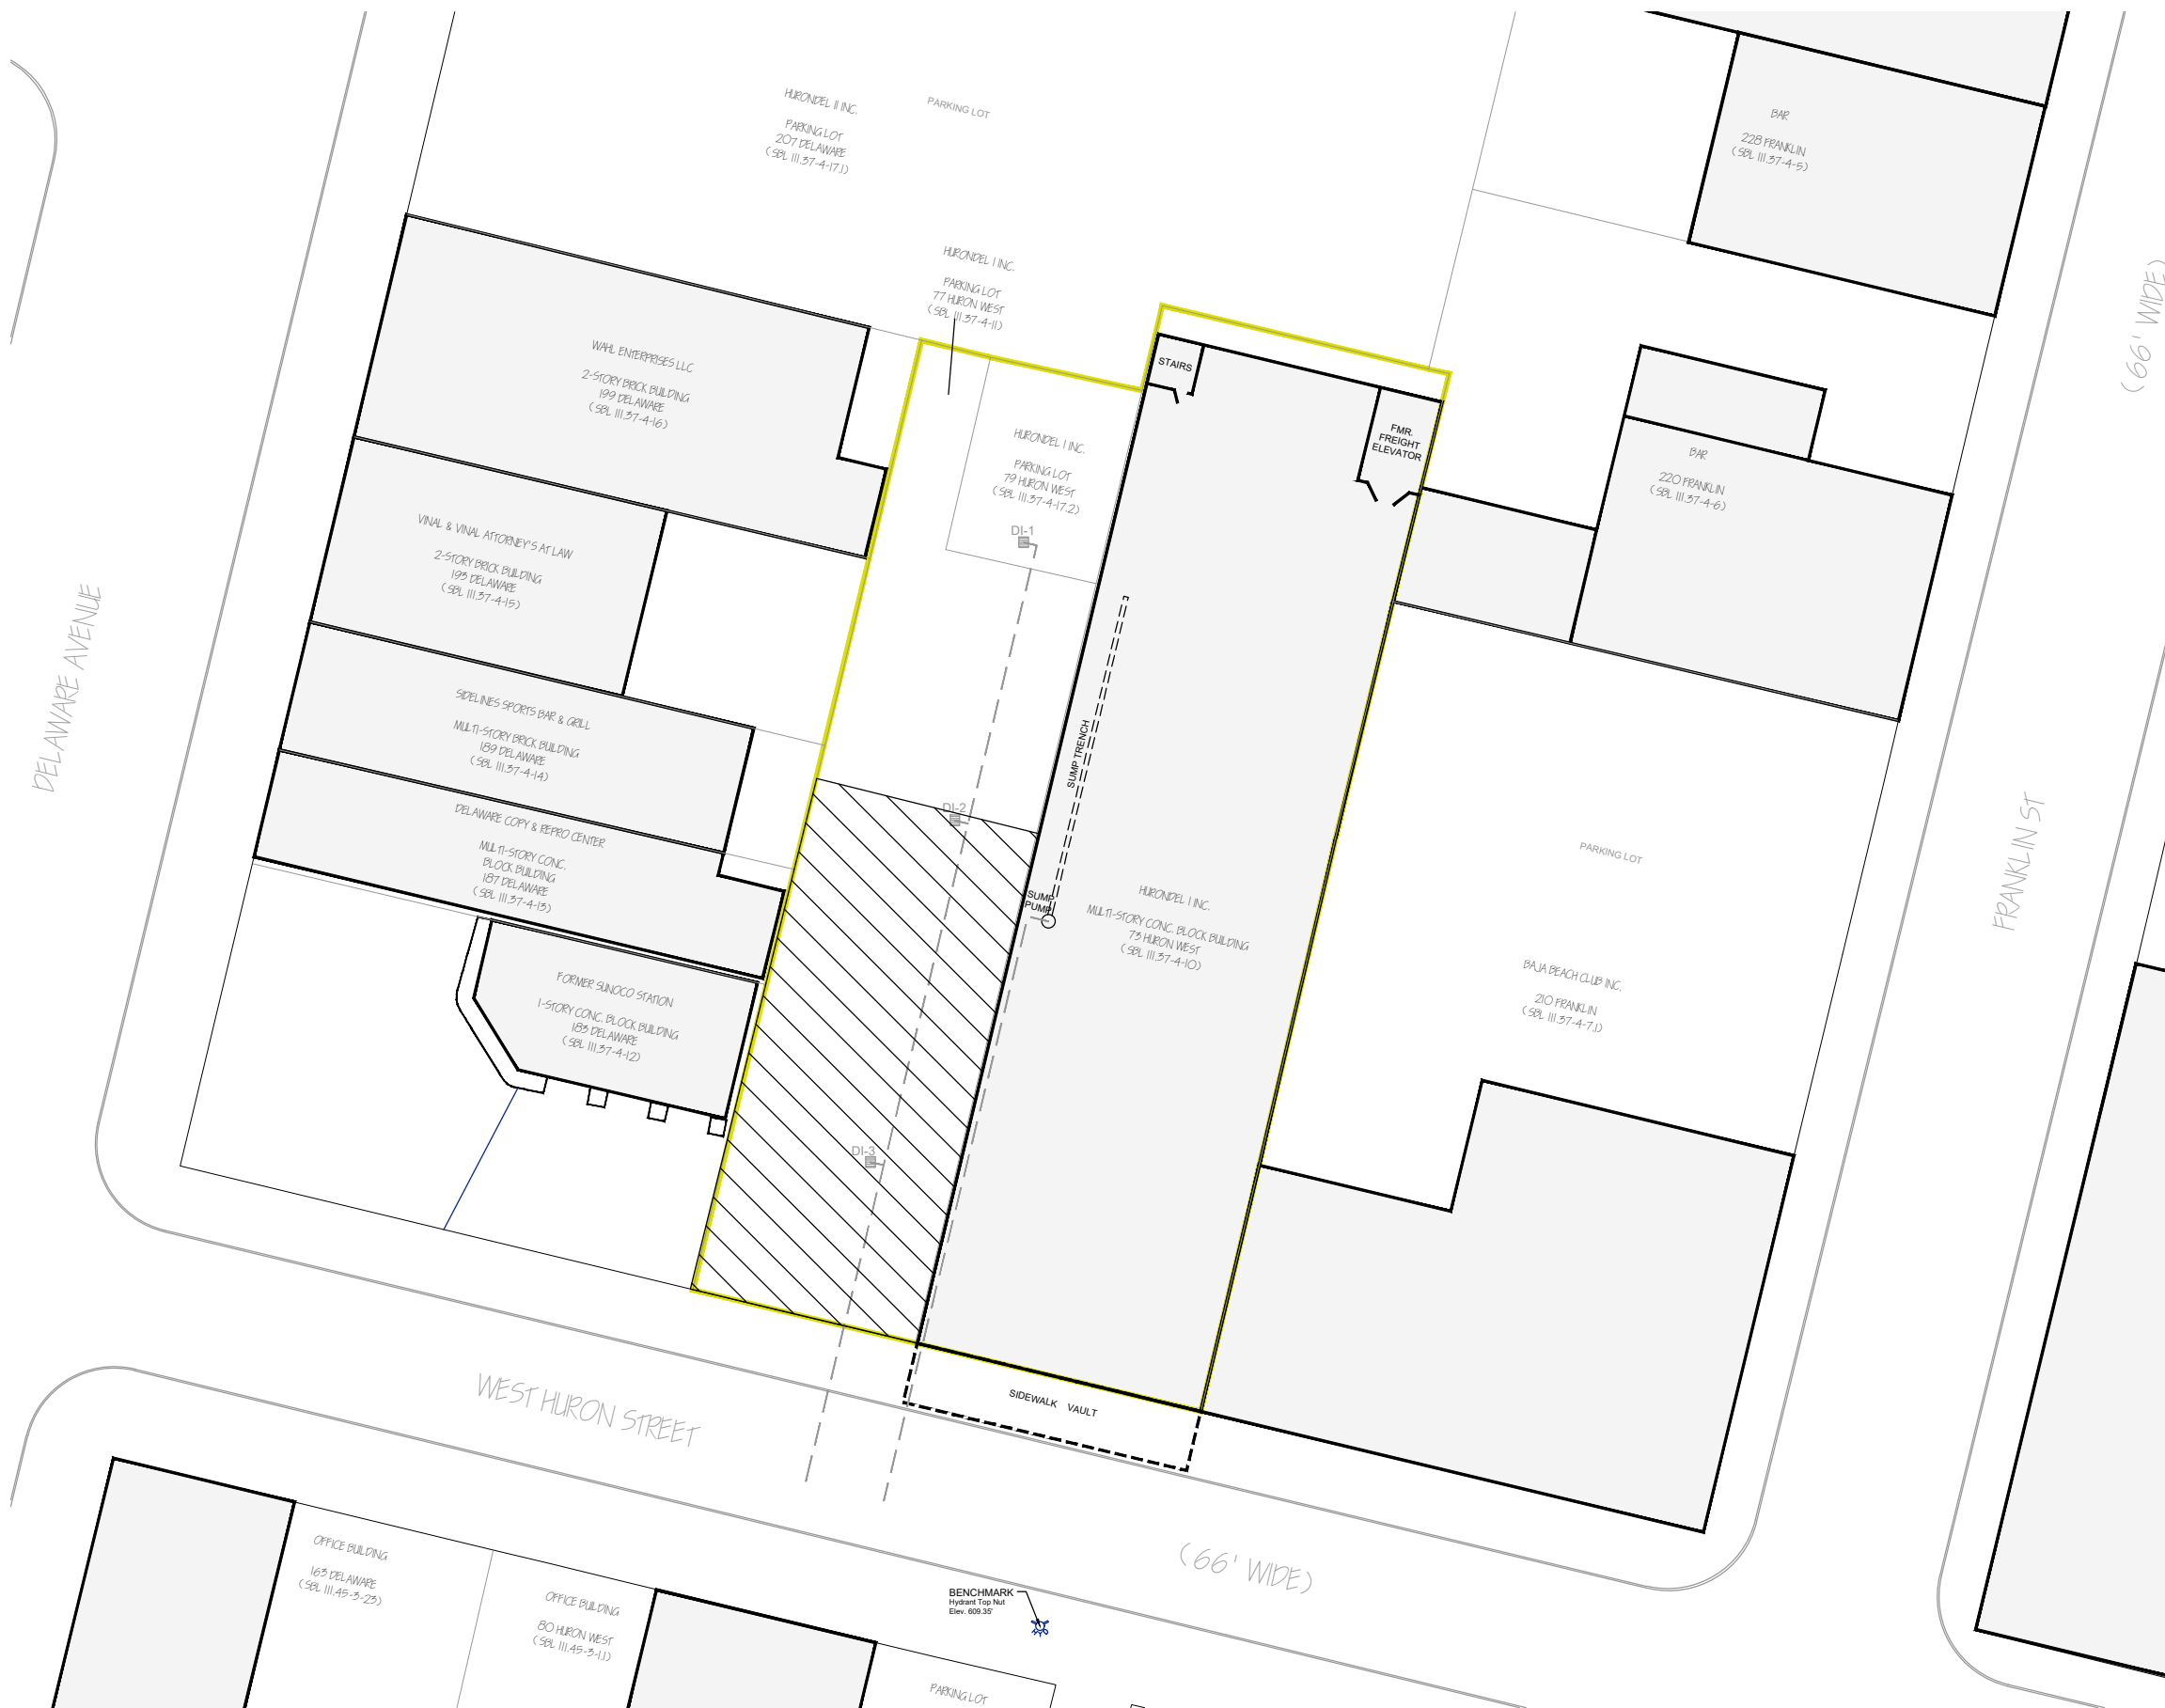 HURONDEL II INC.
PARKING LOT
207 DELAWARE
(SBL 111.37-4-17.1)
PARKING LOT
BAR
228 FRANKLIN
(SBL 111.37-4-5)
(66' WIDE)
HURONDEL I INC.
PARKING LOT
77 HURON WEST
(SBL 111.37-4-11)
WAHL ENTERPRISES LLC
2-STORY BRICK BUILDING
199 DELAWARE
(SBL 111.37-4-16)
STAIRS
FMR.
FREIGHT
ELEVATOR
HURONDEL I INC.
PARKING LOT
79 HURON WEST
(SBL 111.37-4-17.2)
BAR
220 FRANKLIN
(SBL 111.37-4-6)
VINAL & VINAL ATTORNEY'S AT LAW
2-STORY BRICK BUILDING
193 DELAWARE
(SBL 111.37-4-15)
DI-1
DELAWARE AVENUE
SIDELINES SPORTS BAR & GRILL
MULTI-STORY BRICK BUILDING
189 DELAWARE
(SBL 111.37-4-14)
SUMP TRENCH
DI-2
DELAWARE COPY & REPRO CENTER
MULTI-STORY CONC.
BLOCK BUILDING
187 DELAWARE
(SBL 111.37-4-13)
SUMP
PUMP
HURONDEL I INC.
MULTI-STORY CONC. BLOCK BUILDING
73 HURON WEST
(SBL 111.37-4-10)
PARKING LOT
FRANKLIN ST
BAJA BEACH CLUB INC.
210 FRANKLIN
(SBL 111.37-4-7.1)
FORMER SUNOCO STATION
1-STORY CONC. BLOCK BUILDING
183 DELAWARE
(SBL 111.37-4-12)
DI-3
WEST HURON STREET
SIDEWALK VAULT
(66' WIDE)
OFFICE BUILDING
163 DELAWARE
(SBL 111.45-3-23)
OFFICE BUILDING
80 HURON WEST
(SBL 111.45-3-1.1)
BENCHMARK
Hydrant Top Nut
Elev. 609.35'
PARKING LOT